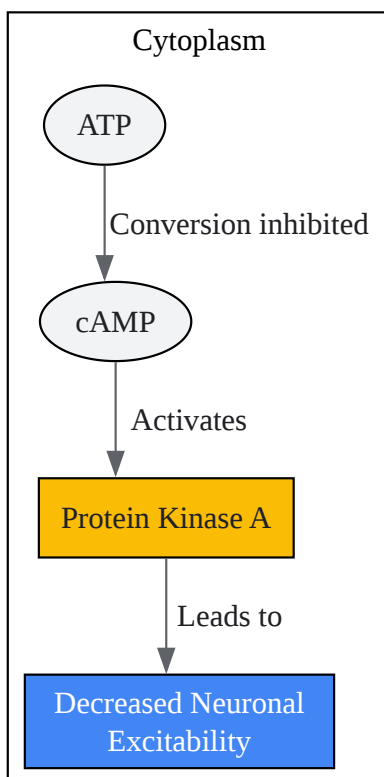 Cytoplasm
ATP
Conversion inhibited
cAMP
Activates
Protein Kinase A
Leads to
Decreased Neuronal
Excitability